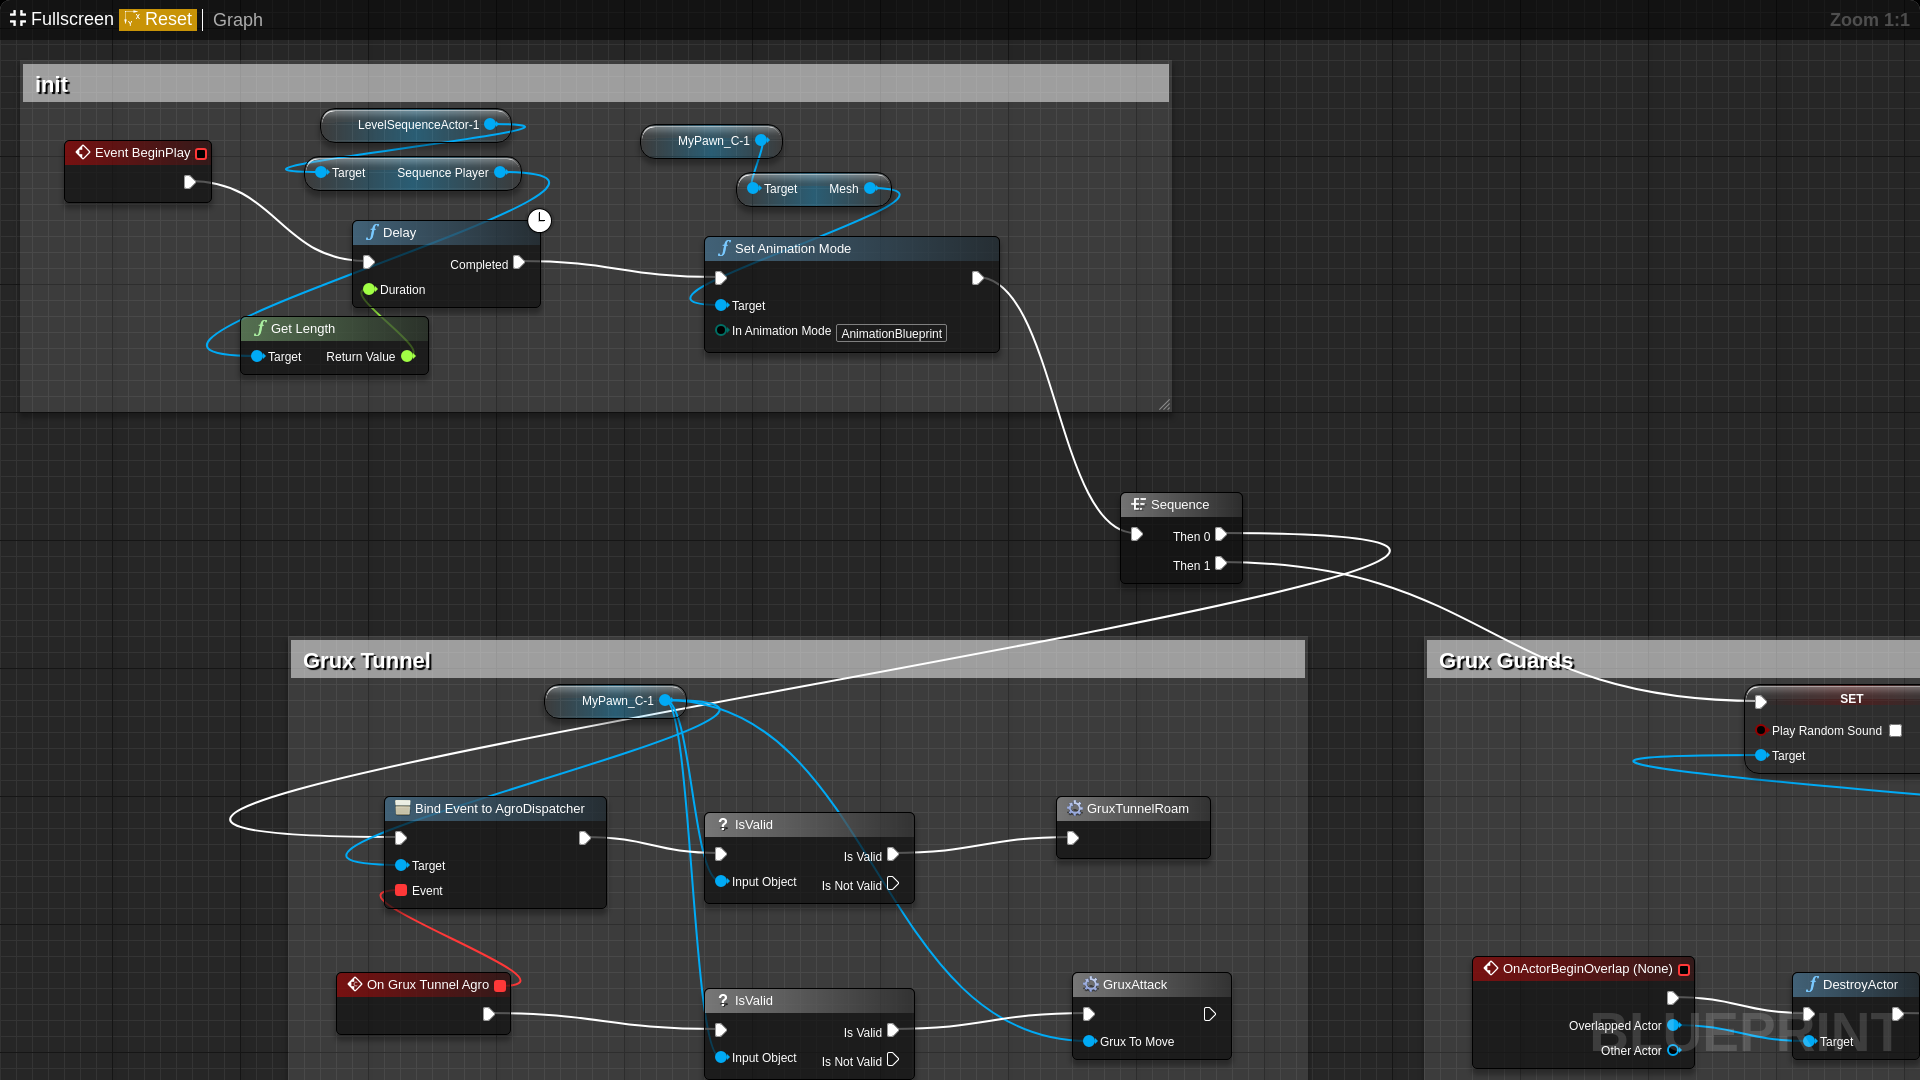 Fullscreen Reset Graph Zoom 1:1
init
LevelSequenceActor-1
MyPawn_C-1
Event BeginPlay
Target Sequence Player
Target Mesh
Delay
Completed
Duration
Set Animation Mode
Target
In Animation Mode AnimationBlueprint
Get Length
Target Return Value
Sequence
Then 0
Then 1
Grux Tunnel
MyPawn_C-1
Bind Event to AgroDispatcher
Target
Event
? IsValid
Is Valid
Input Object Is Not Valid
GruxTunnelRoam
On Grux Tunnel Agro
? IsValid
Is Valid
Input Object Is Not Valid
GruxAttack
Grux To Move
Grux Guards
SET
Play Random Sound
Target
OnActorBeginOverlap (None)
Overlapped Actor
Other Actor
DestroyActor
Target
BLUEPRINT